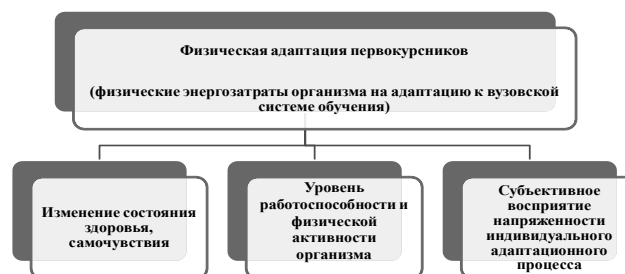 Физическая адаптация первокурсников
(физические энергозатраты организма на адаптацию к вузовской
системе обучения)
Изменение состояния
здоровья,
самочувствия
Уровень
работоспособности и
физической
активности
организма
Субъективное
восприятие
напряженности
индивидуального
адаптационного
процесса